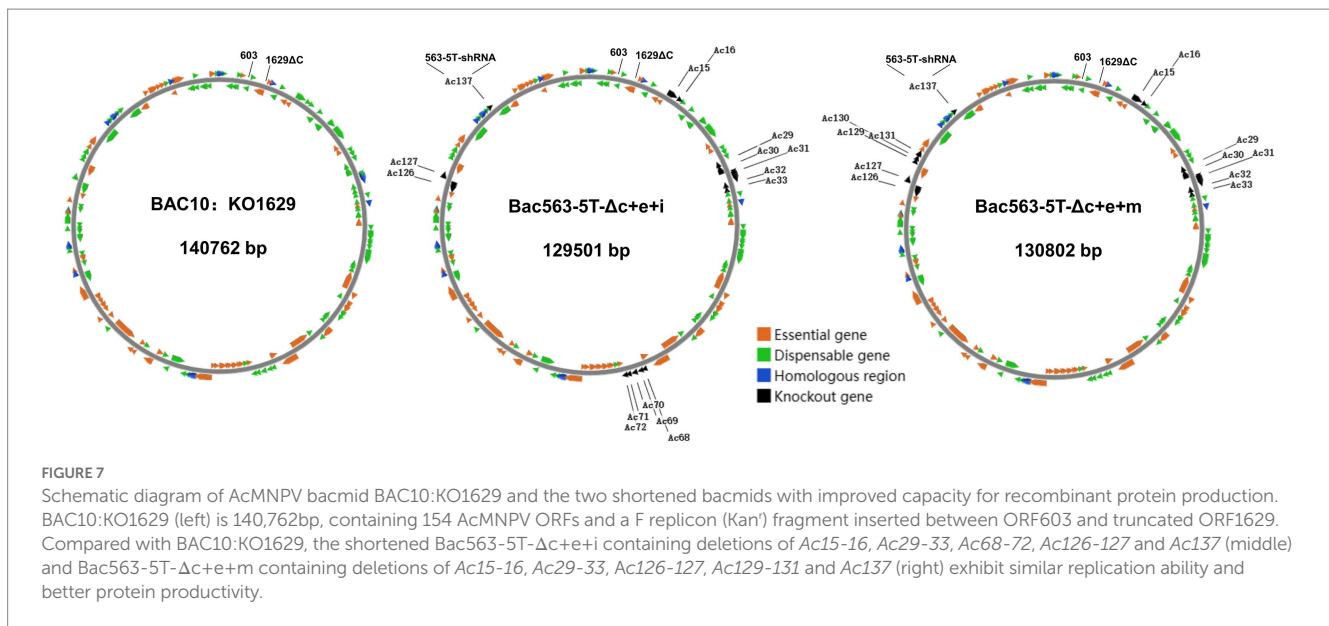 603
1629ΔC
BAC10：KO1629
140762 bp
563-5T-shRNA
Ac137
603
1629ΔC
Ac16
Ac15
Ac29
Ac30
Ac31
Ac32
Ac33
Ac127
Ac126
Bac563-5T-Δc+e+i
129501 bp
Ac70
Ac71
Ac69
Ac72
Ac68
563-5T-shRNA
Ac137
603
1629ΔC
Ac16
Ac15
Ac130
Ac129
Ac131
Ac127
Ac126
Ac29
Ac30
Ac31
Ac32
Ac33
Bac563-5T-Δc+e+m
130802 bp
Essential gene
Dispensable gene
Homologous region
Knockout gene
FIGURE 7
Schematic diagram of AcMNPV bacmid BAC10:KO1629 and the two shortened bacmids with improved capacity for recombinant protein production.
BAC10:KO1629 (left) is 140,762bp, containing 154 AcMNPV ORFs and a F replicon (Kanʳ) fragment inserted between ORF603 and truncated ORF1629.
Compared with BAC10:KO1629, the shortened Bac563-5T-Δc+e+i containing deletions of Ac15-16, Ac29-33, Ac68-72, Ac126-127 and Ac137 (middle)
and Bac563-5T-Δc+e+m containing deletions of Ac15-16, Ac29-33, Ac126-127, Ac129-131 and Ac137 (right) exhibit similar replication ability and
better protein productivity.